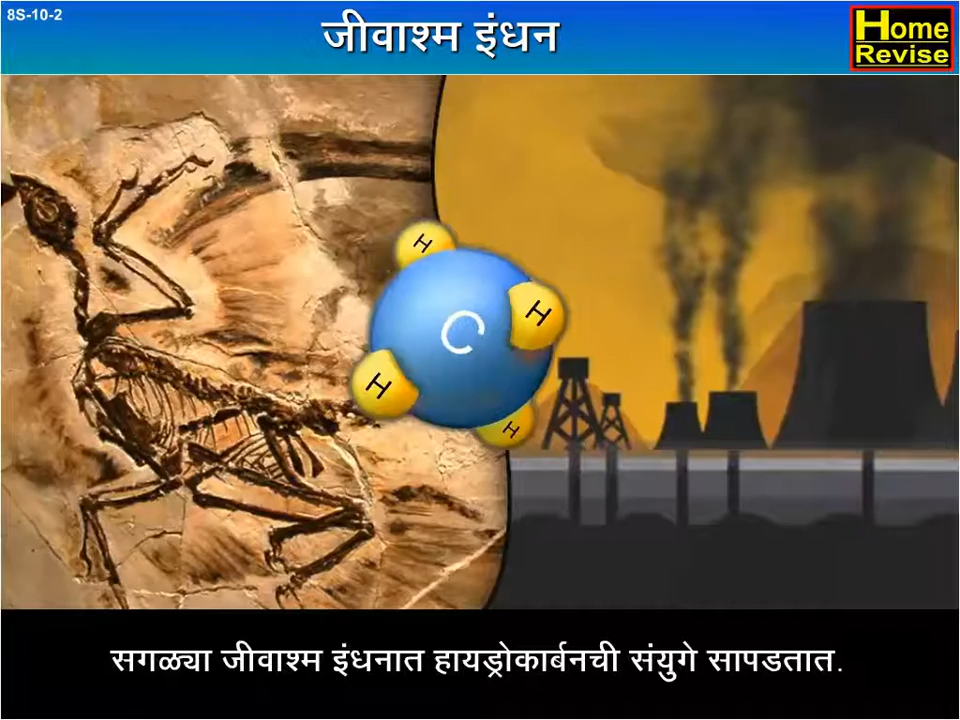 8S-10-2
जीवाश्म इंधन
Home
Revise
H
H
C
H
H
सगळ्या जीवाश्म इंधनात हायड्रोकार्बनची संयुगे सापडतात.